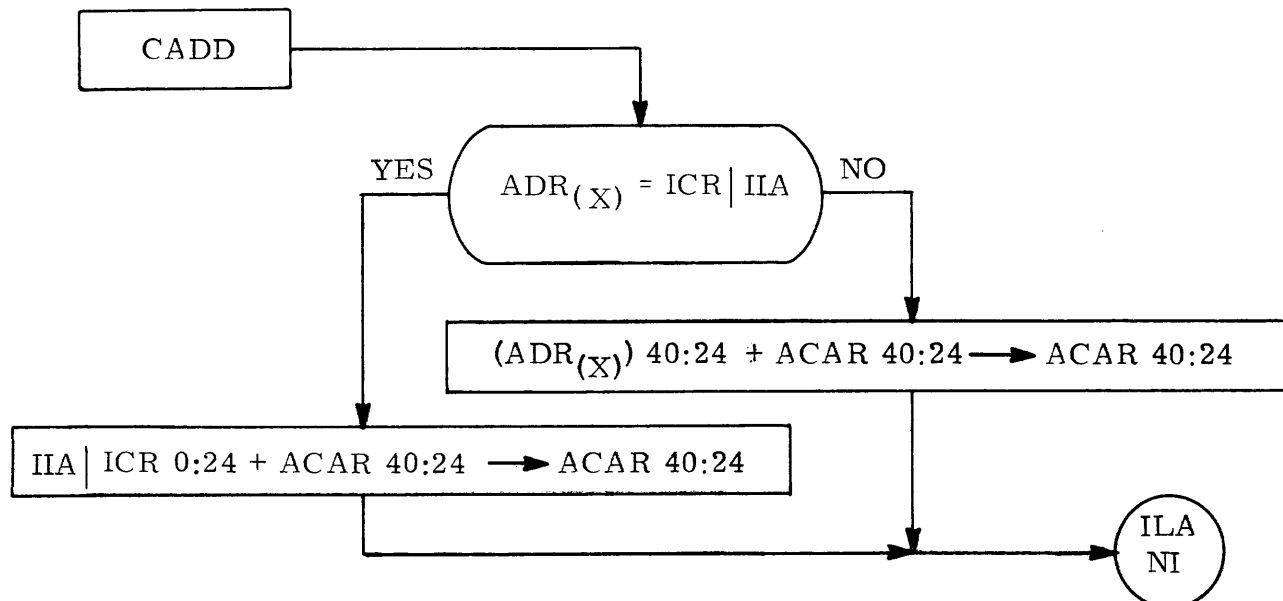 CADD
YES
ADR(X) = ICR | IIA
NO
(ADR(X)) 40:24 + ACAR 40:24 → ACAR 40:24
IIA | ICR 0:24 + ACAR 40:24 → ACAR 40:24
ILA
NI